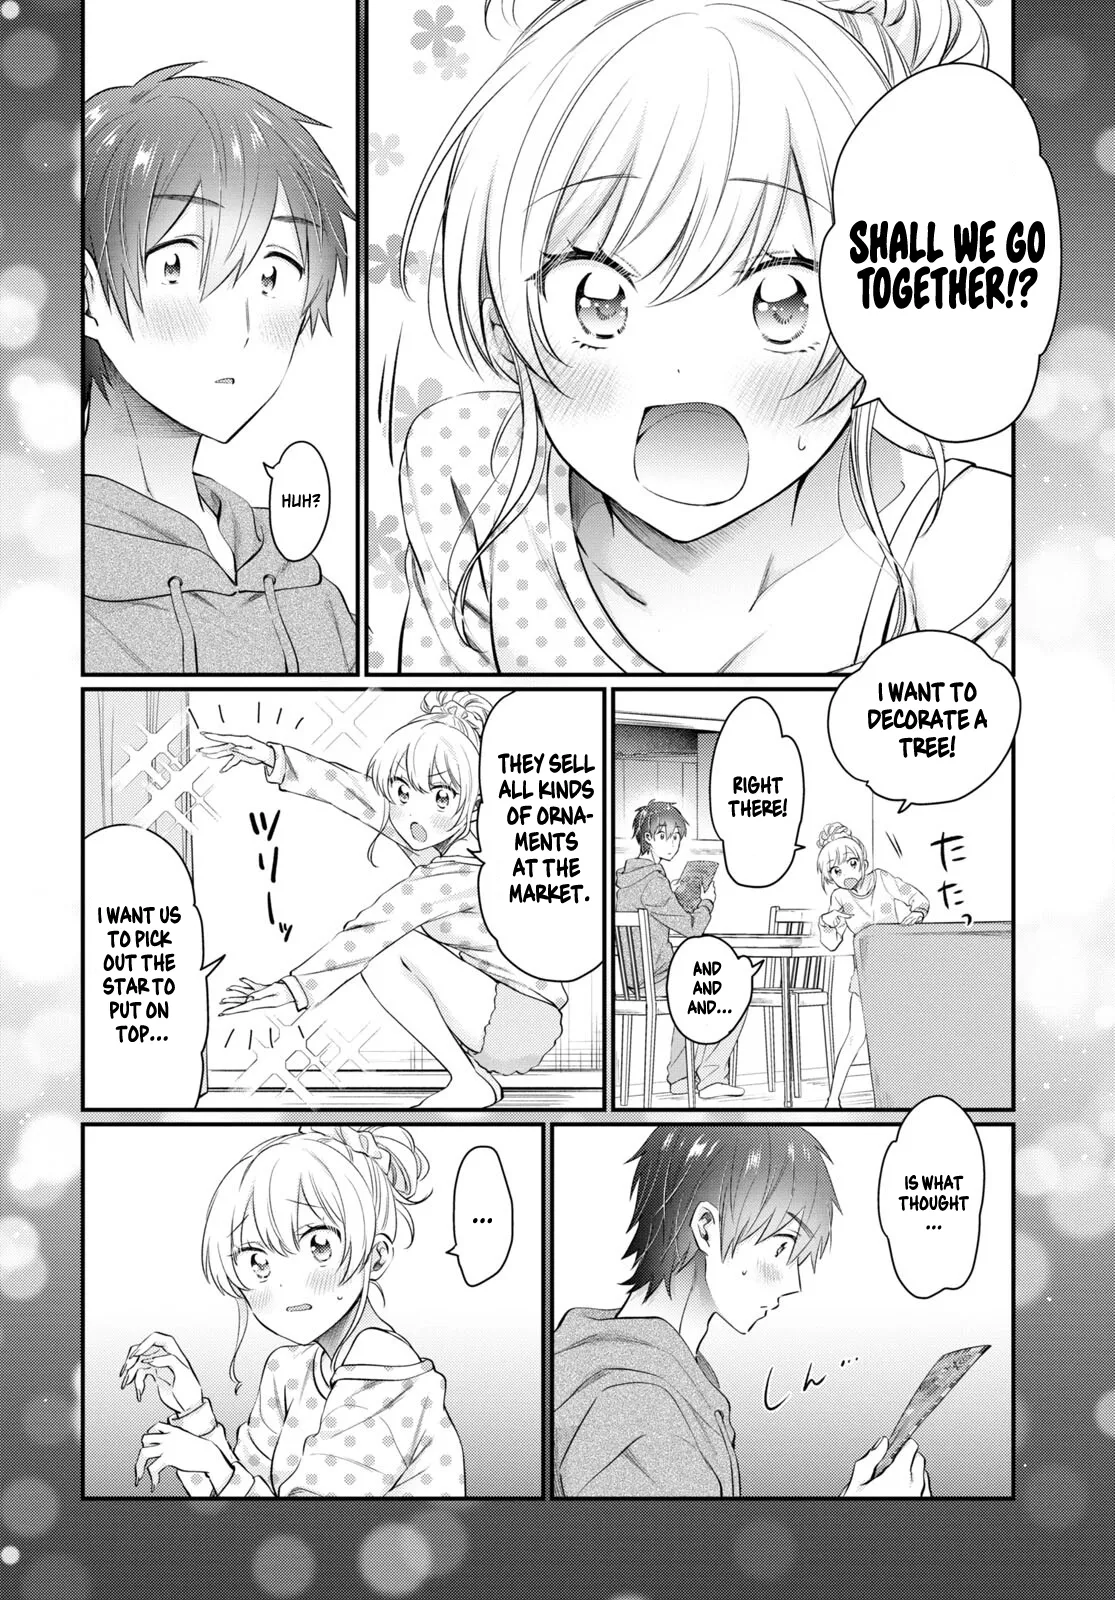 SHALL WE GO
TOGETHER!?
HUH?
I WANT TO
DECORATE A
TREE!
RIGHT
THERE!
たたっ
AND
AND
AND...
THEY SELL
ALL KINDS
OF ORNA-
MENTS
AT THE
MARKET.
ツリーッ
I WANT US
TO PICK
OUT THE
STAR TO
PUT ON
TOP...
IS WHAT
THOUGHT
...
しん…
...